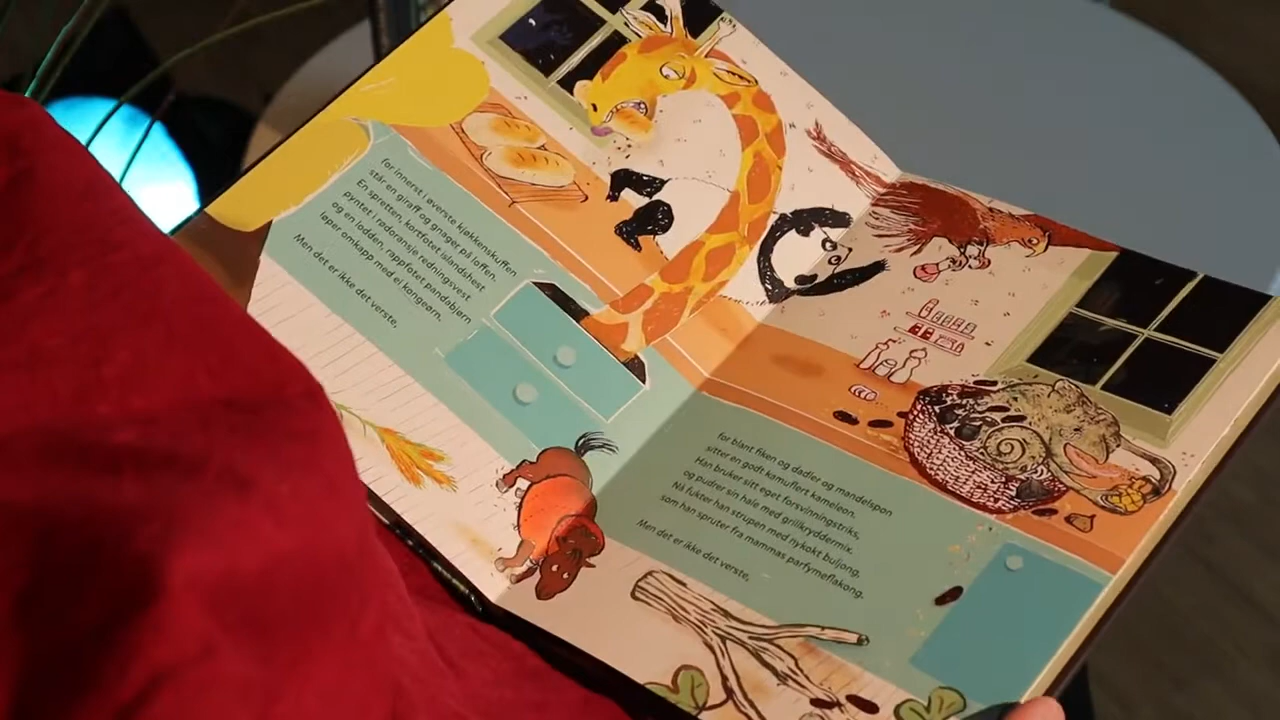 for innerst i øverste kjøkkenskuffen
står en giraff og gnager på loffen.
En spretten, kortfotet islandshest
pyntet i rødoransje redningsvest
og en lodden, rappfotet pandabjørn
løper omkapp med ei kongeørn.
Men det er ikke det verste,
for blant fiken og dadler og mandelspon
sitter en godt kamuflert kameleon.
Han bruker sitt eget forsvinningstriks,
og pudrer sin hale med grillkryddermix.
Nå fukter han strupen med nykokt buljong,
som han spruter fra mammas parfymeflakong.
Men det er ikke det verste,